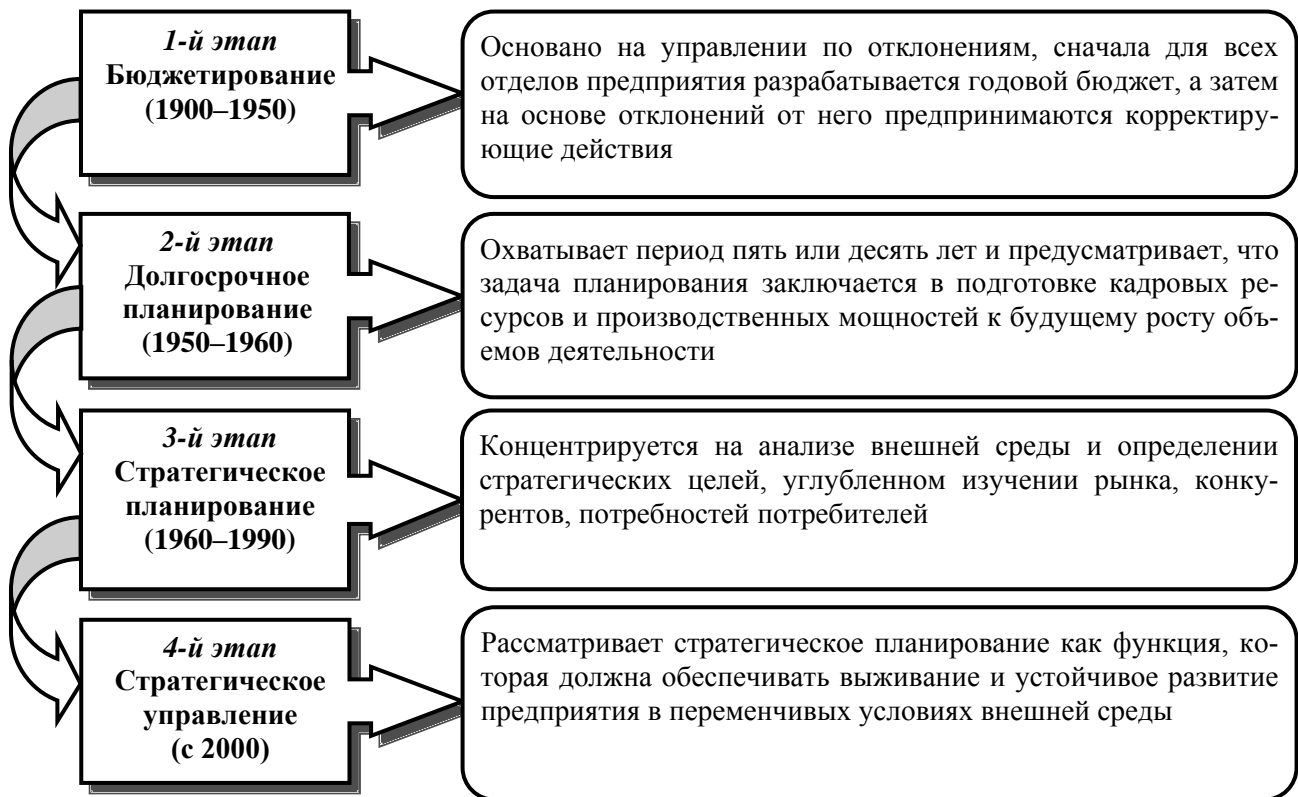 1-й этап
Бюджетирование
(1900–1950)
Основано на управлении по отклонениям, сначала для всех
отделов предприятия разрабатывается годовой бюджет, а затем
на основе отклонений от него предпринимаются корректиру-
ющие действия
2-й этап
Долгосрочное
планирование
(1950–1960)
Охватывает период пять или десять лет и предусматривает, что
задача планирования заключается в подготовке кадровых ре-
сурсов и производственных мощностей к будущему росту объ-
емов деятельности
3-й этап
Стратегическое
планирование
(1960–1990)
Концентрируется на анализе внешней среды и определении
стратегических целей, углубленном изучении рынка, конку-
рентов, потребностей потребителей
4-й этап
Стратегическое
управление
(с 2000)
Рассматривает стратегическое планирование как функция, ко-
торая должна обеспечивать выживание и устойчивое развитие
предприятия в переменчивых условиях внешней среды